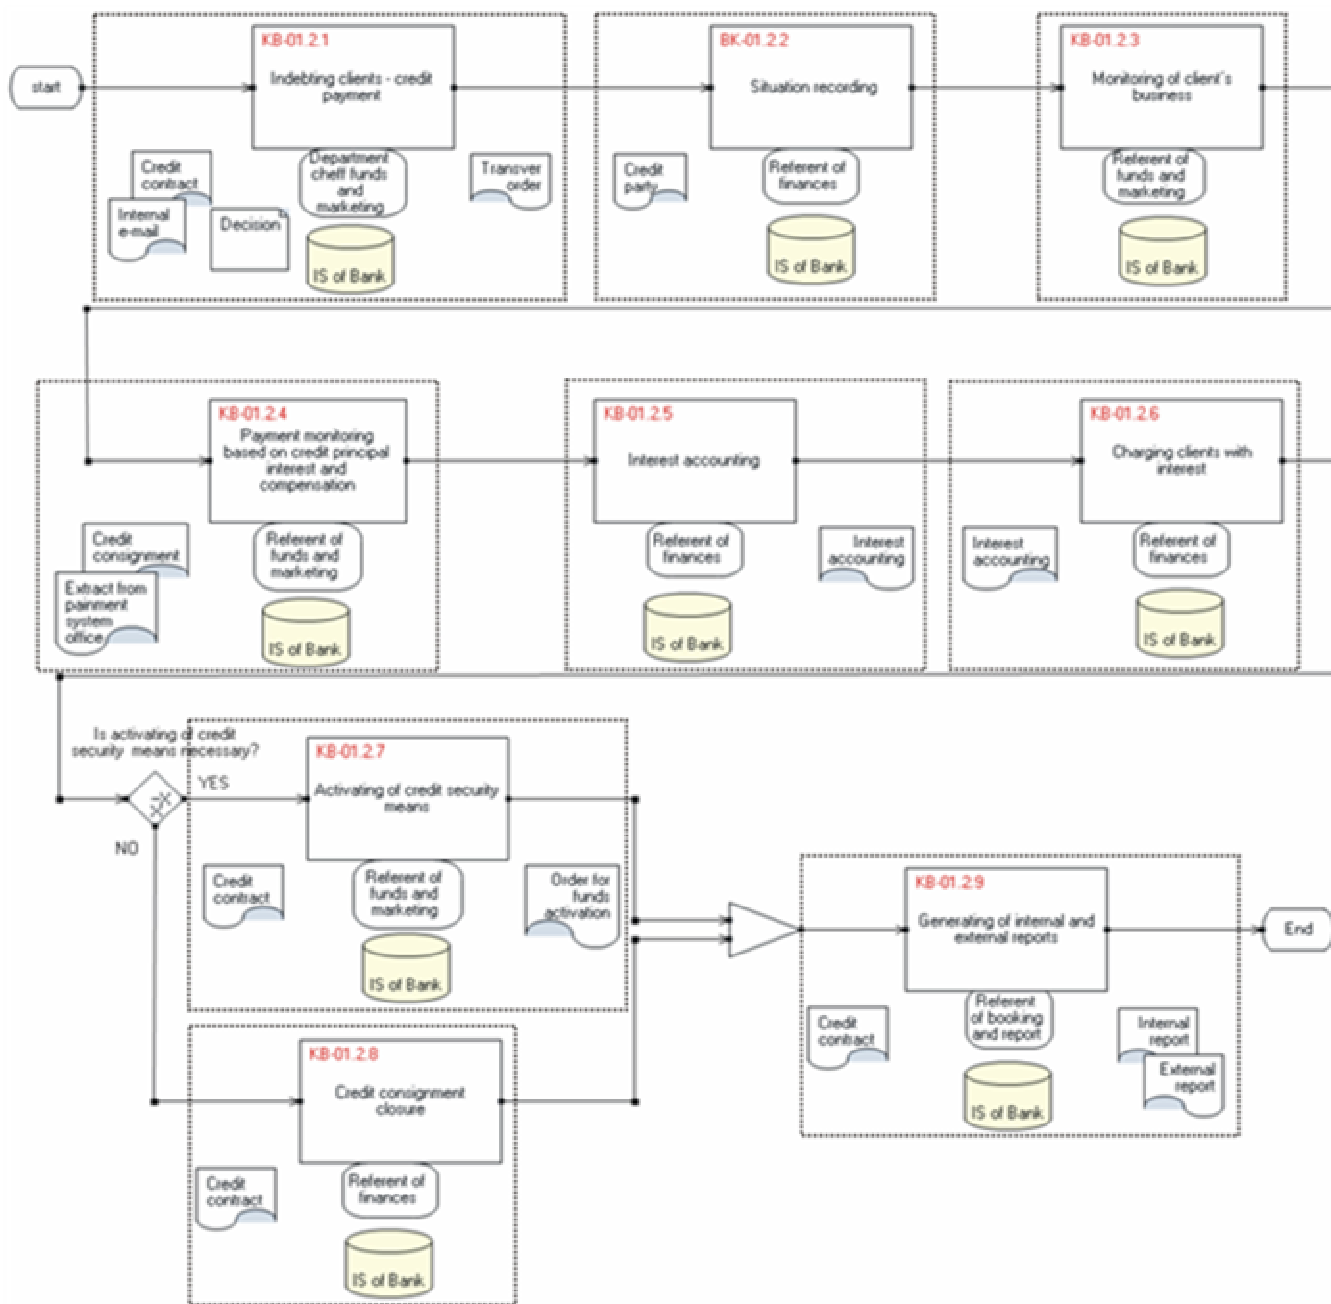 start
KB-01.2.1
Indebting clients - credit
payment
Credit
contract
Internal
e-mail
Decision
Department
cheff funds
and
marketing
IS of Bank
Transver
order
BK-01.2.2
Situation recording
Credit
party
Referent of
finances
IS of Bank
KB-01.2.3
Monitoring of client's
business
Referent of
funds and
marketing
IS of Bank
KB-01.2.4
Payment monitoring
based on credit principal
interest and
compensation
Credit
consignment
Extract from
painment
system
office
Referent of
funds and
marketing
IS of Bank
KB-01.2.5
Interest accounting
Referent of
finances
IS of Bank
Interest
accounting
KB-01.2.6
Charging clients with
interest
Interest
accounting
Referent of
finances
IS of Bank
Is activating of credit
security means necessary?
YES
NO
KB-01.2.7
Activating of credit security
means
Credit
contract
Referent of
funds and
marketing
IS of Bank
Order for
funds
activation
KB-01.2.8
Credit consignment
closure
Credit
contract
Referent of
finances
IS of Bank
KB-01.2.9
Generating of internal and
external reports
Credit
contract
Referent
of booking
and report
IS of Bank
Internal
report
External
report
End